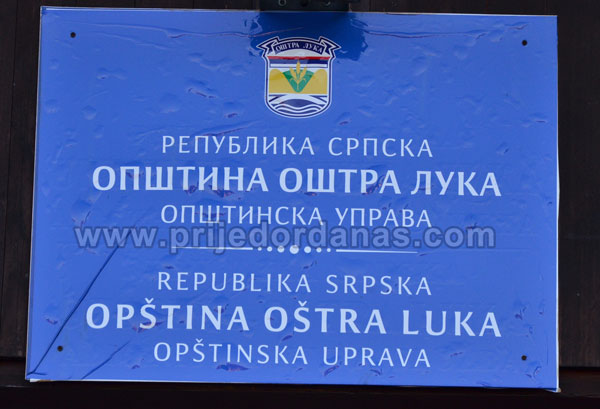 ОШТРА ЛУКА
РЕПУБЛИКА СРПСКА
ОПШТИНА ОШТРА ЛУКА
ОПШТИНСКА УПРАВА
www.prijedordanas.com
REPUBLIKA SRPSKA
OPŠTINA OŠTRA LUKA
OPŠTINSKA UPRAVA